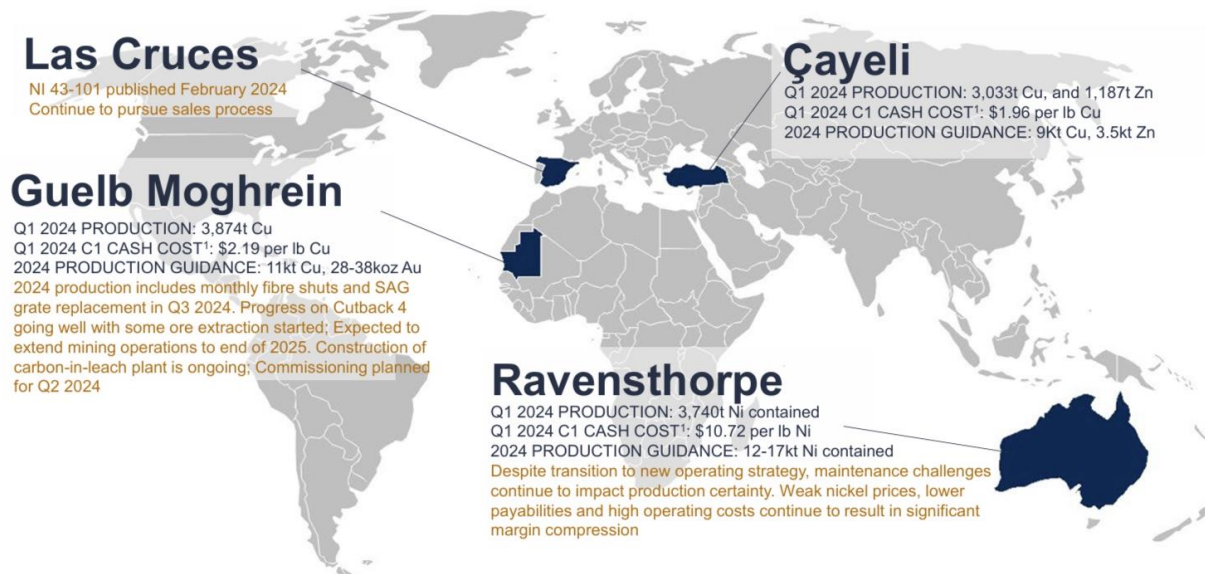 Las Cruces
NI 43-101 published February 2024
Continue to pursue sales process
Çayeli
Q1 2024 PRODUCTION: 3,033t Cu, and 1,187t Zn
Q1 2024 C1 CASH COST¹: $1.96 per lb Cu
2024 PRODUCTION GUIDANCE: 9Kt Cu, 3.5kt Zn
Guelb Moghrein
Q1 2024 PRODUCTION: 3,874t Cu
Q1 2024 C1 CASH COST¹: $2.19 per lb Cu
2024 PRODUCTION GUIDANCE: 11kt Cu, 28-38koz Au
2024 production includes monthly fibre shuts and SAG
grate replacement in Q3 2024. Progress on Cutback 4
going well with some ore extraction started; Expected to
extend mining operations to end of 2025. Construction of
carbon-in-leach plant is ongoing; Commissioning planned
for Q2 2024
Ravensthorpe
Q1 2024 PRODUCTION: 3,740t Ni contained
Q1 2024 C1 CASH COST¹: $10.72 per lb Ni
2024 PRODUCTION GUIDANCE: 12-17kt Ni contained
Despite transition to new operating strategy, maintenance challenges
continue to impact production certainty. Weak nickel prices, lower
payabilities and high operating costs continue to result in significant
margin compression